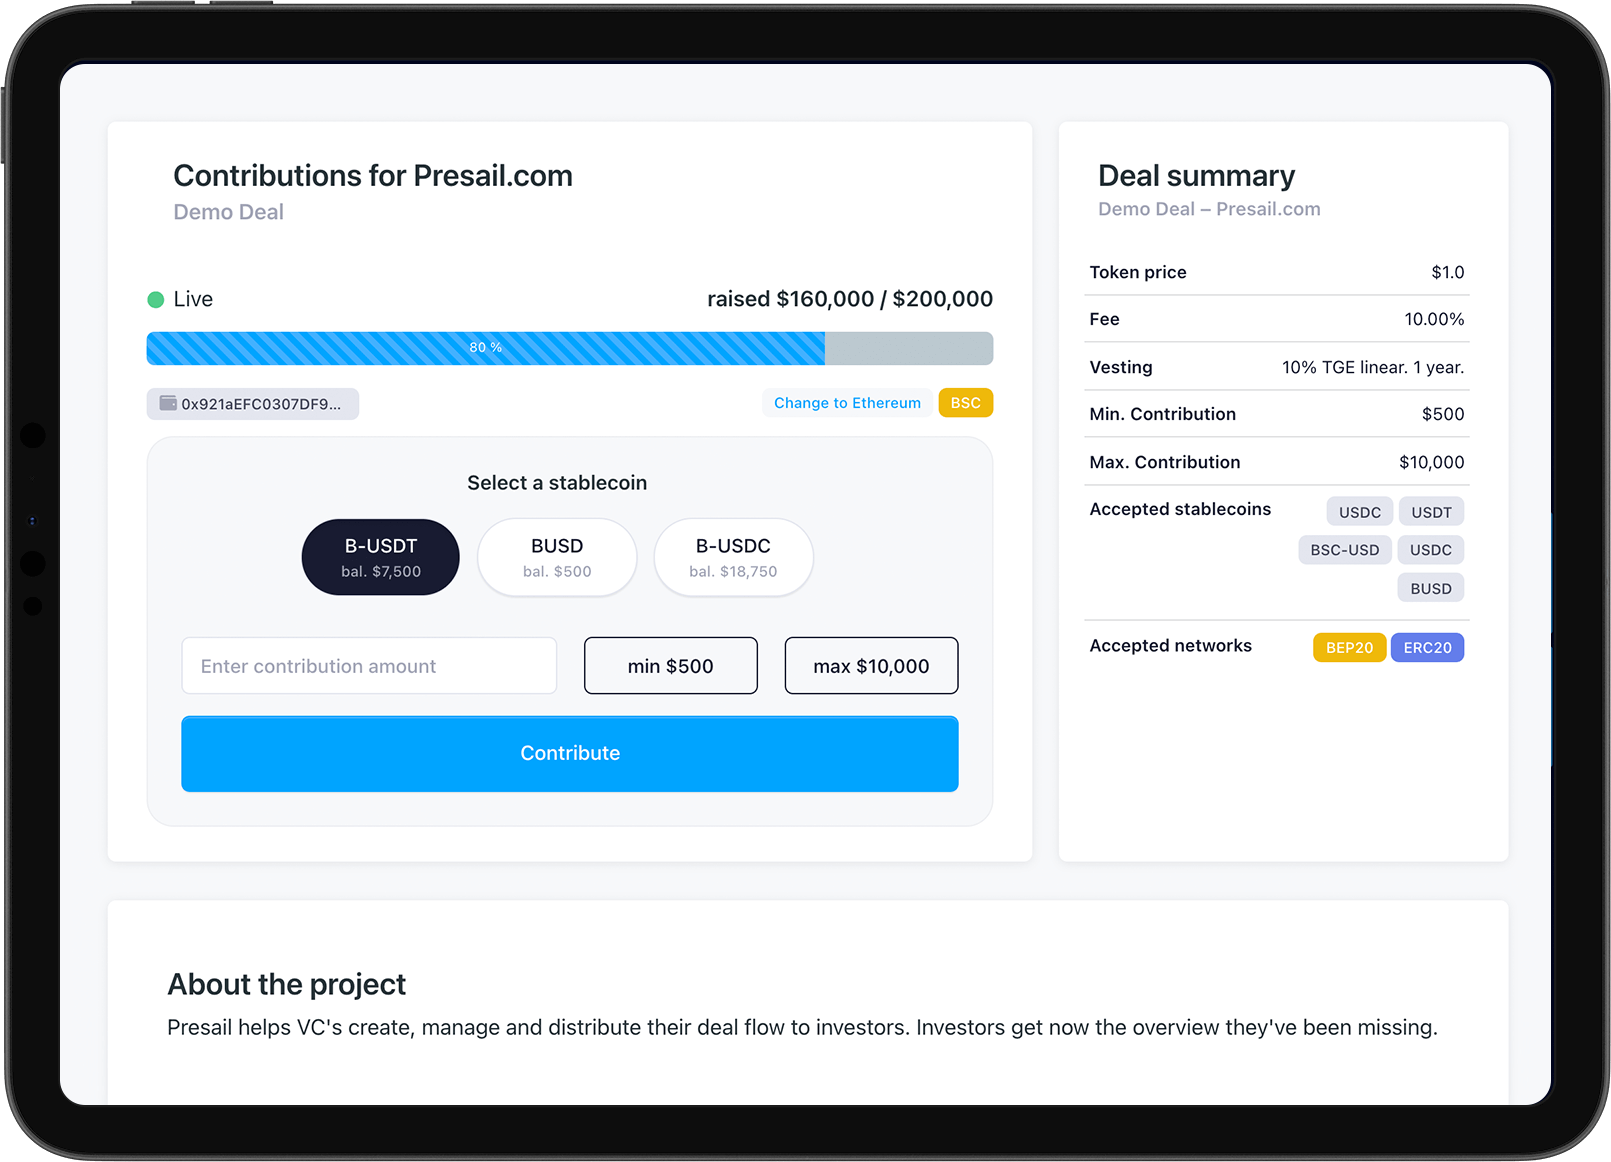 Contributions for Presail.com
Demo Deal
Live
raised $160,000 / $200,000
80 %
0x921aEFC0307DF9...
Change to Ethereum
BSC
Select a stablecoin
B-USDT
bal. $7,500
BUSD
bal. $500
B-USDC
bal. $18,750
Enter contribution amount
min $500
max $10,000
Contribute
Deal summary
Demo Deal – Presail.com
Token price $1.0
Fee 10.00%
Vesting 10% TGE linear. 1 year.
Min. Contribution $500
Max. Contribution $10,000
Accepted stablecoins USDC USDT
BSC-USD USDC
BUSD
Accepted networks BEP20 ERC20
About the project
Presail helps VC's create, manage and distribute their deal flow to investors. Investors get now the overview they've been missing.